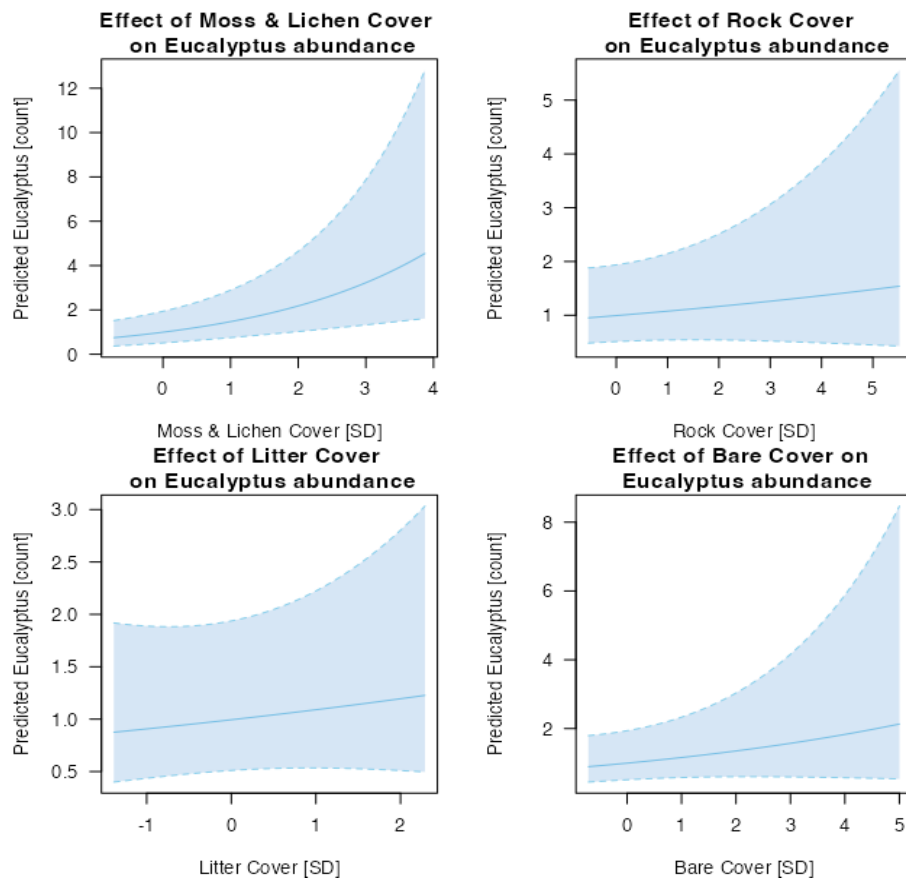 Effect of Moss & Lichen Cover
on Eucalyptus abundance
Predicted Eucalyptus [count]
12
10
8
6
4
2
0
0 1 2 3 4
Moss & Lichen Cover [SD]
Effect of Rock Cover
on Eucalyptus abundance
Predicted Eucalyptus [count]
5
4
3
2
1
0 1 2 3 4 5
Rock Cover [SD]
Effect of Litter Cover
on Eucalyptus abundance
Predicted Eucalyptus [count]
3.0
2.5
2.0
1.5
1.0
0.5
-1 0 1 2
Litter Cover [SD]
Effect of Bare Cover on
Eucalyptus abundance
Predicted Eucalyptus [count]
8
6
4
2
0 1 2 3 4 5
Bare Cover [SD]